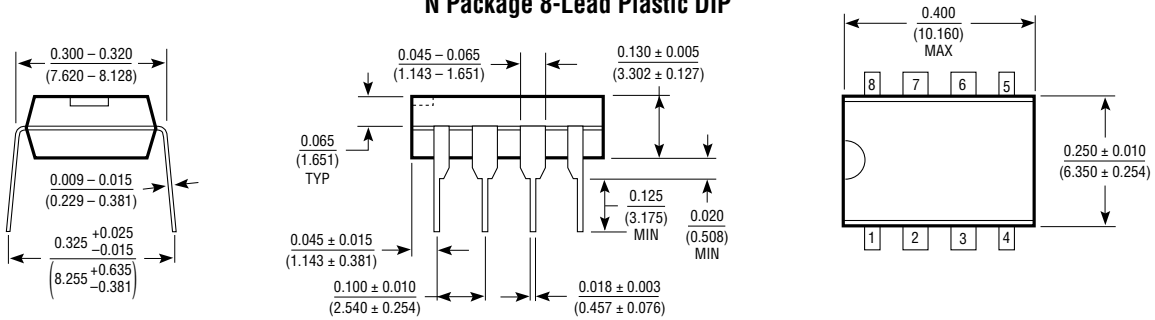 N Package 8-Lead Plastic DIP
0.300 – 0.320
(7.620 – 8.128)
0.009 – 0.015
(0.229 – 0.381)
0.325 +0.025
–0.015
(8.255 +0.635
–0.381)
0.045 – 0.065
(1.143 – 1.651)
0.130 ± 0.005
(3.302 ± 0.127)
0.065
(1.651)
TYP
0.125
(3.175)
MIN
0.020
(0.508)
MIN
0.045 ± 0.015
(1.143 ± 0.381)
0.100 ± 0.010
(2.540 ± 0.254)
0.018 ± 0.003
(0.457 ± 0.076)
0.400
(10.160)
MAX
8 7 6 5
0.250 ± 0.010
(6.350 ± 0.254)
1 2 3 4